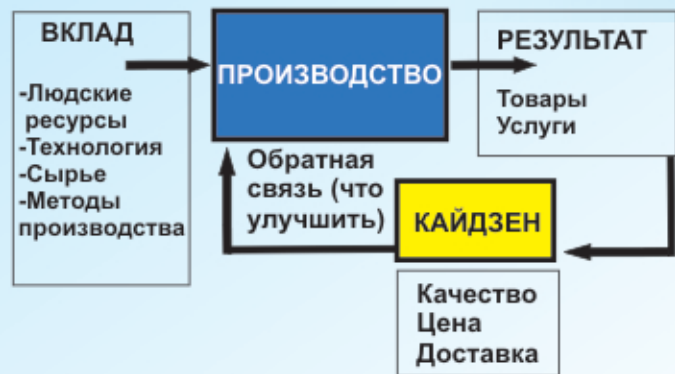 ВКЛАД
-Людские
ресурсы
-Технология
-Сырье
-Методы
производства
ПРОИЗВОДСТВО
РЕЗУЛЬТАТ
Товары
Услуги
Обратная
связь (что
улучшить)
КАЙДЗЕН
Качество
Цена
Доставка